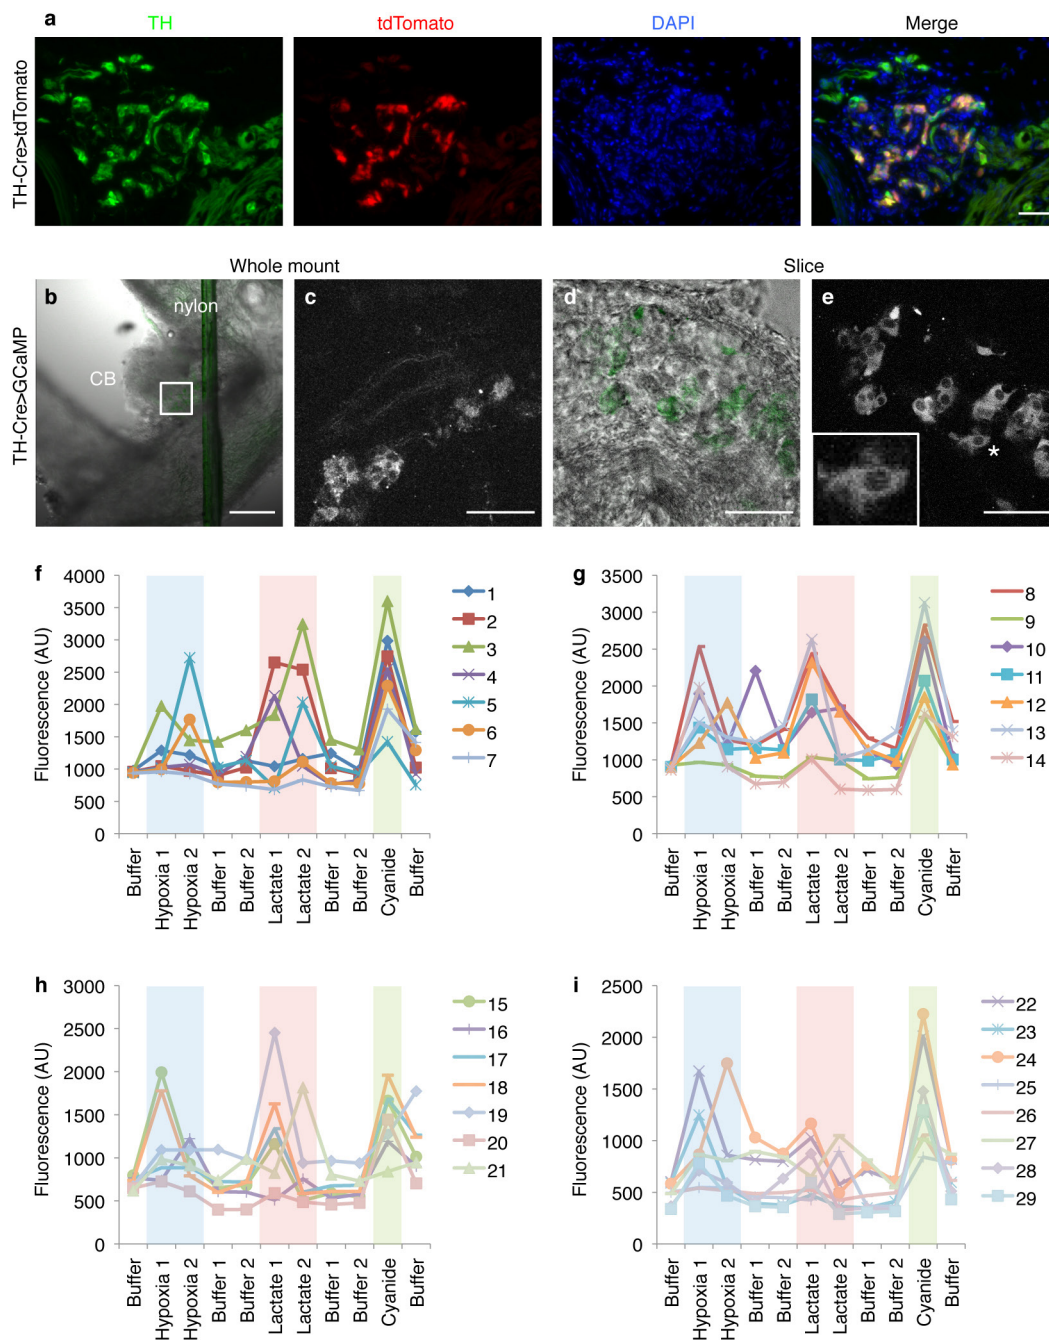 a
TH
tdTomato
DAPI
Merge
TH-Cre>tdTomato
Whole mount
Slice
TH-Cre>GCaMP
b
nylon
CB
c
d
e
*
f
Fluorescence (AU)
4000
3500
3000
2500
2000
1500
1000
500
0
Buffer
Hypoxia 1
Hypoxia 2
Buffer 1
Buffer 2
Lactate 1
Lactate 2
Buffer 1
Buffer 2
Cyanide
Buffer
1
2
3
4
5
6
7
g
Fluorescence (AU)
3500
3000
2500
2000
1500
1000
500
0
Buffer
Hypoxia 1
Hypoxia 2
Buffer 1
Buffer 2
Lactate 1
Lactate 2
Buffer 1
Buffer 2
Cyanide
Buffer
8
9
10
11
12
13
14
h
Fluorescence (AU)
3000
2500
2000
1500
1000
500
0
Buffer
Hypoxia 1
Hypoxia 2
Buffer 1
Buffer 2
Lactate 1
Lactate 2
Buffer 1
Buffer 2
Cyanide
Buffer
15
16
17
18
19
20
21
i
Fluorescence (AU)
2500
2000
1500
1000
500
0
Buffer
Hypoxia 1
Hypoxia 2
Buffer 1
Buffer 2
Lactate 1
Lactate 2
Buffer 1
Buffer 2
Cyanide
Buffer
22
23
24
25
26
27
28
29